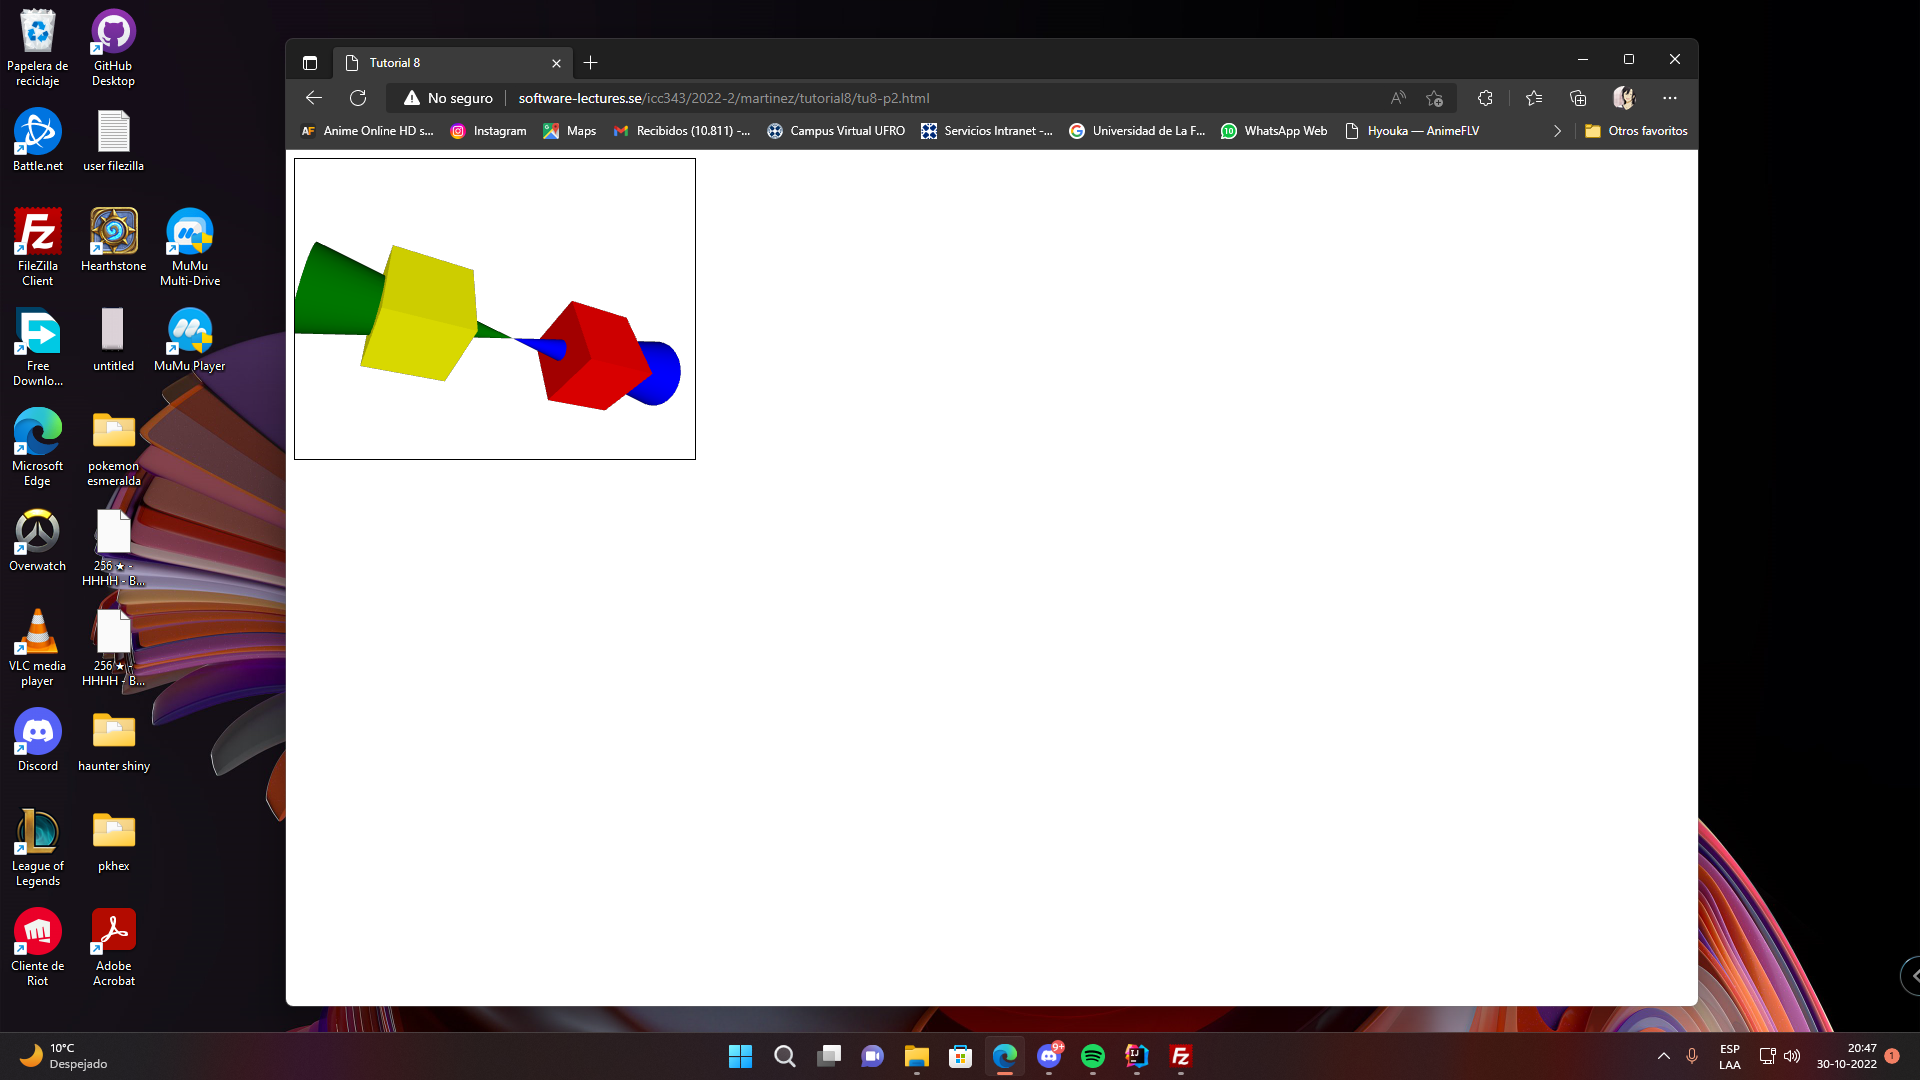 Papelera de
reciclaje
GitHub
Desktop
Battle.net
user filezilla
FileZilla
Client
Hearthstone
MuMu
Multi-Drive
Free
Downlo...
untitled
MuMu Player
Microsoft
Edge
pokemon
esmeralda
Overwatch
256 ★ -
HHHH - B...
VLC media
player
256 ★ -
HHHH - B...
Discord
haunter shiny
League of
Legends
pkhex
Cliente de
Riot
Adobe
Acrobat
Tutorial 8
No seguro
software-lectures.se/icc343/2022-2/martinez/tutorial8/tu8-p2.html
AF Anime Online HD s...
Instagram
Maps
Recibidos (10.811) -...
Campus Virtual UFRO
Servicios Intranet -...
Universidad de La F...
10 WhatsApp Web
Hyouka — AnimeFLV
Otros favoritos
10°C
Despejado
9+
ESP
LAA
20:47
30-10-2022
1